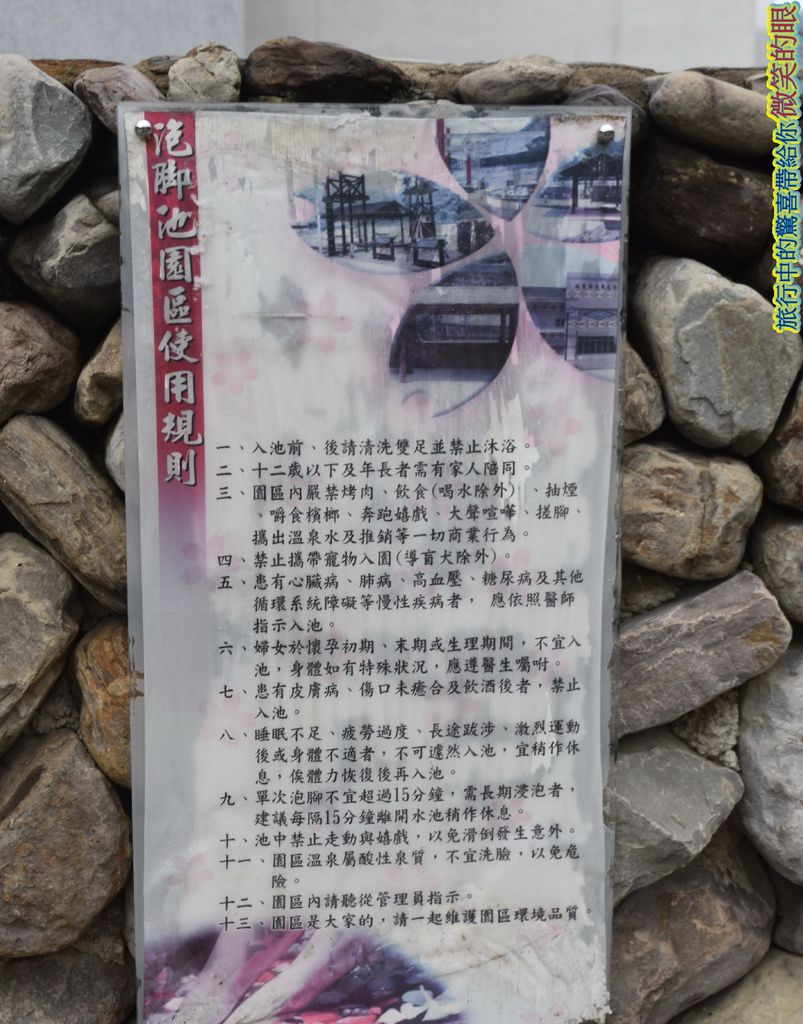 泡腳池園區使用規則
一、入池前、後請清洗雙足並禁止沐浴。
二、十二歲以下及年長者需有家人陪同。
三、園區內嚴禁烤肉、飲食(喝水除外)、抽煙
、嚼食檳榔、奔跑嬉戲、大聲喧嘩、搓腳、
攜出溫泉水及推銷等一切商業行為。
四、禁止攜帶寵物入園(導盲犬除外)。
五、患有心臟病、肺病、高血壓、糖尿病及其他
循環系統障礙等慢性疾病者，應依照醫師
指示入池。
六、婦女於懷孕初期、末期或生理期間，不宜入
池，身體如有特殊狀況，應遵醫生囑咐。
七、患有皮膚病、傷口未癒合及飲酒後者，禁止
入池。
八、睡眠不足、疲勞過度、長途跋涉、激烈運動
後或身體不適者，不可遽然入池，宜稍作休
息，俟體力恢復後再入池。
九、單次泡腳不宜超過15分鐘，需長期浸泡者，
建議每隔15分鐘離開水池稍作休息。
十、池中禁止走動與嬉戲，以免滑倒發生意外。
十一、園區溫泉屬酸性泉質，不宜洗臉，以免危
險。
十二、園區內請聽從管理員指示。
十三、園區是大家的，請一起維護園區環境品質。
旅行中的驚喜帶給你微笑的眼